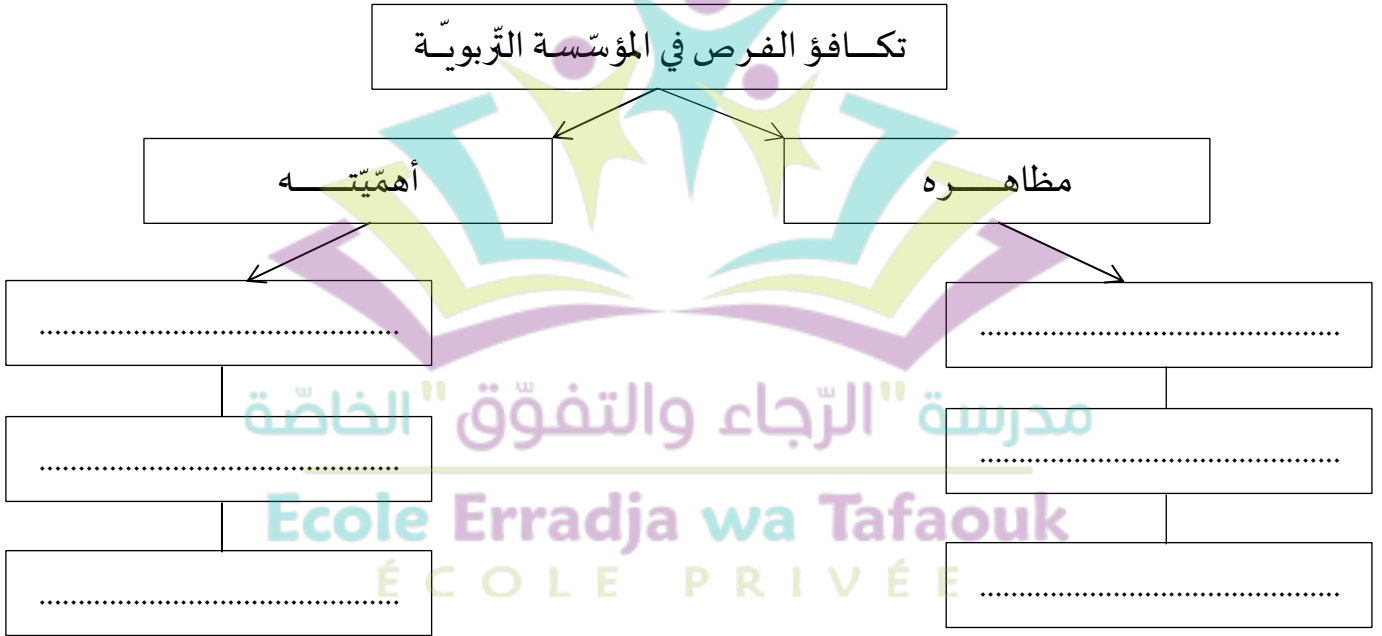 تكافؤ الفرص في المؤسّسة التّربويّة
مظاهره
أهمّيّته
..............................................
..............................................
..............................................
..............................................
..............................................
..............................................
مدرسة "الرّجاء والتفوّق" الخاصّة
Ecole Erradja wa Tafaouk
ÉCOLE PRIVÉE